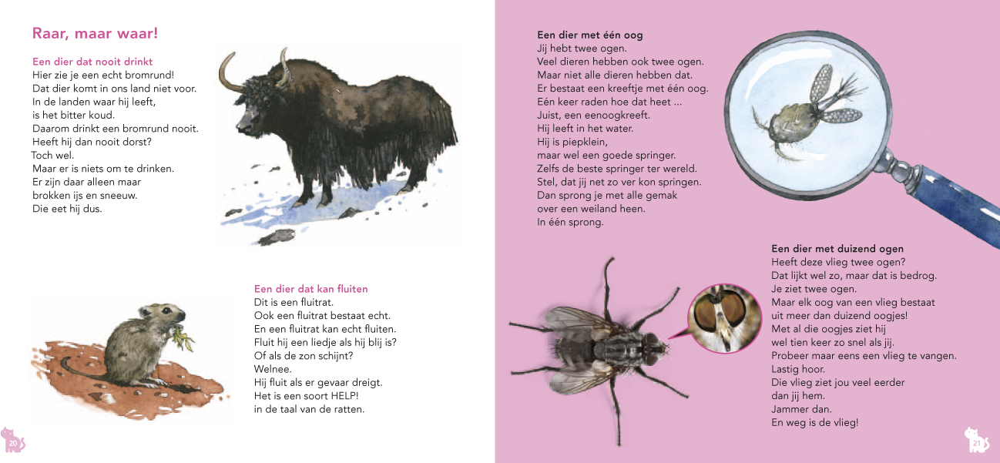 Raar, maar waar!
Een dier dat nooit drinkt
Hier zie je een echt bromrund!
Dat dier komt in ons land niet voor.
In de landen waar hij leeft,
is het bitter koud.
Daarom drinkt een bromrund nooit.
Heeft hij dan nooit dorst?
Toch wel.
Maar er is niets om te drinken.
Er zijn daar alleen maar
brokken ijs en sneeuw.
Die eet hij dus.
Een dier dat kan fluiten
Dit is een fluitrat.
Ook een fluitrat bestaat echt.
En een fluitrat kan echt fluiten.
Fluit hij een liedje als hij blij is?
Of als de zon schijnt?
Welnee.
Hij fluit als er gevaar dreigt.
Het is een soort HELP!
in de taal van de ratten.
20
Een dier met één oog
Jij hebt twee ogen.
Veel dieren hebben ook twee ogen.
Maar niet alle dieren hebben dat.
Er bestaat een kreeftje met één oog.
Eén keer raden hoe dat heet ...
Juist, een eenoogkreeft.
Hij leeft in het water.
Hij is piepklein,
maar wel een goede springer.
Zelfs de beste springer ter wereld.
Stel, dat jij net zo ver kon springen.
Dan sprong je met alle gemak
over een weiland heen.
In één sprong.
Een dier met duizend ogen
Heeft deze vlieg twee ogen?
Dat lijkt wel zo, maar dat is bedrog.
Je ziet twee ogen.
Maar elk oog van een vlieg bestaat
uit meer dan duizend oogjes!
Met al die oogjes ziet hij
wel tien keer zo snel als jij.
Probeer maar eens een vlieg te vangen.
Lastig hoor.
Die vlieg ziet jou veel eerder
dan jij hem.
Jammer dan.
En weg is de vlieg!
21